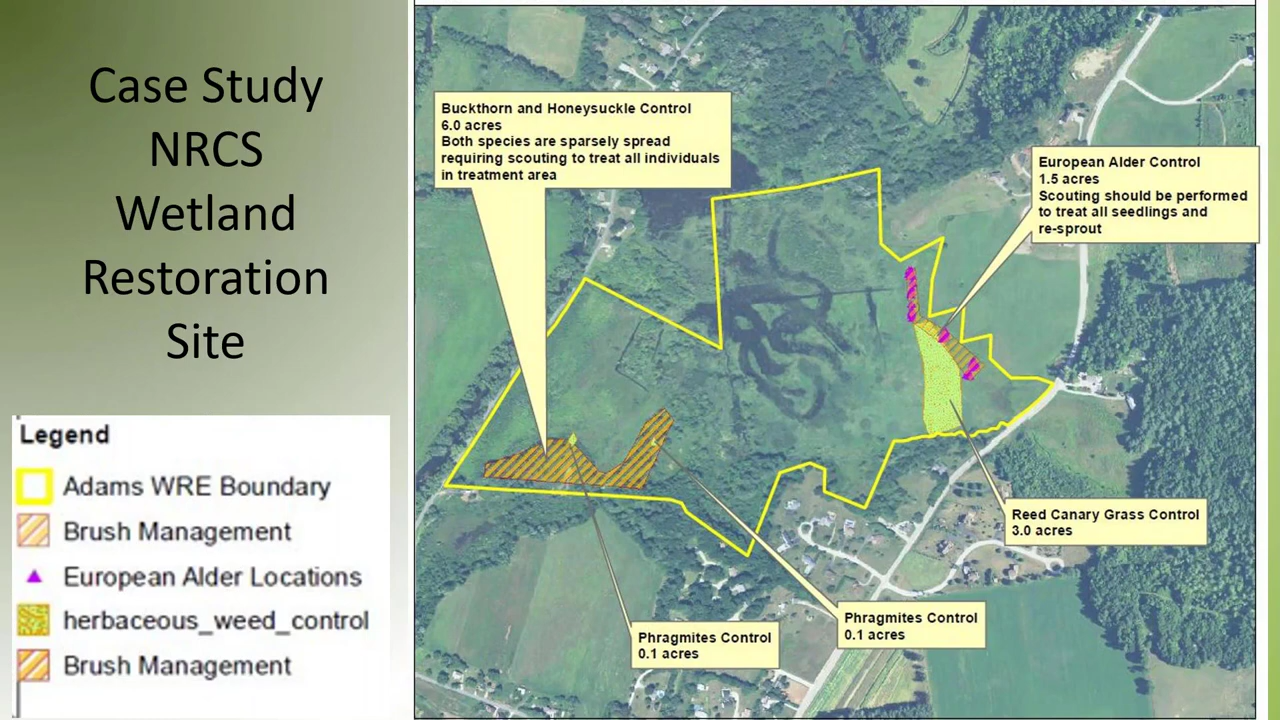 Case Study
NRCS
Wetland
Restoration
Site
Legend
Adams WRE Boundary
Brush Management
European Alder Locations
herbaceous_weed_control
Brush Management
Buckthorn and Honeysuckle Control
6.0 acres
Both species are sparsely spread
requiring scouting to treat all individuals
in treatment area
European Alder Control
1.5 acres
Scouting should be performed
to treat all seedlings and
re-sprout
Reed Canary Grass Control
3.0 acres
Phragmites Control
0.1 acres
Phragmites Control
0.1 acres